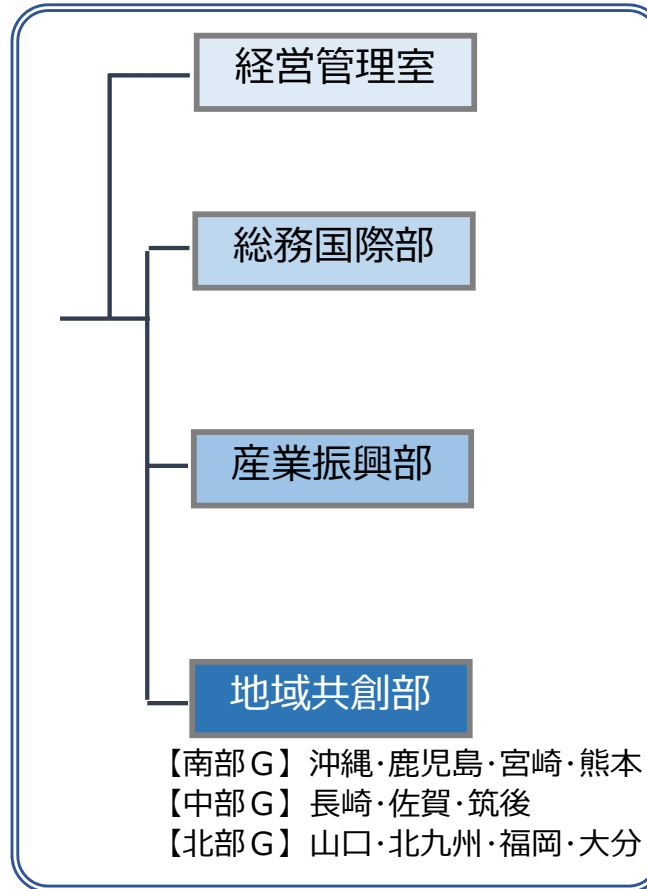 経営管理室
総務国際部
産業振興部
地域共創部
【南部Ｇ】沖縄･鹿児島･宮崎･熊本
【中部Ｇ】長崎･佐賀･筑後
【北部Ｇ】山口･北九州･福岡･大分